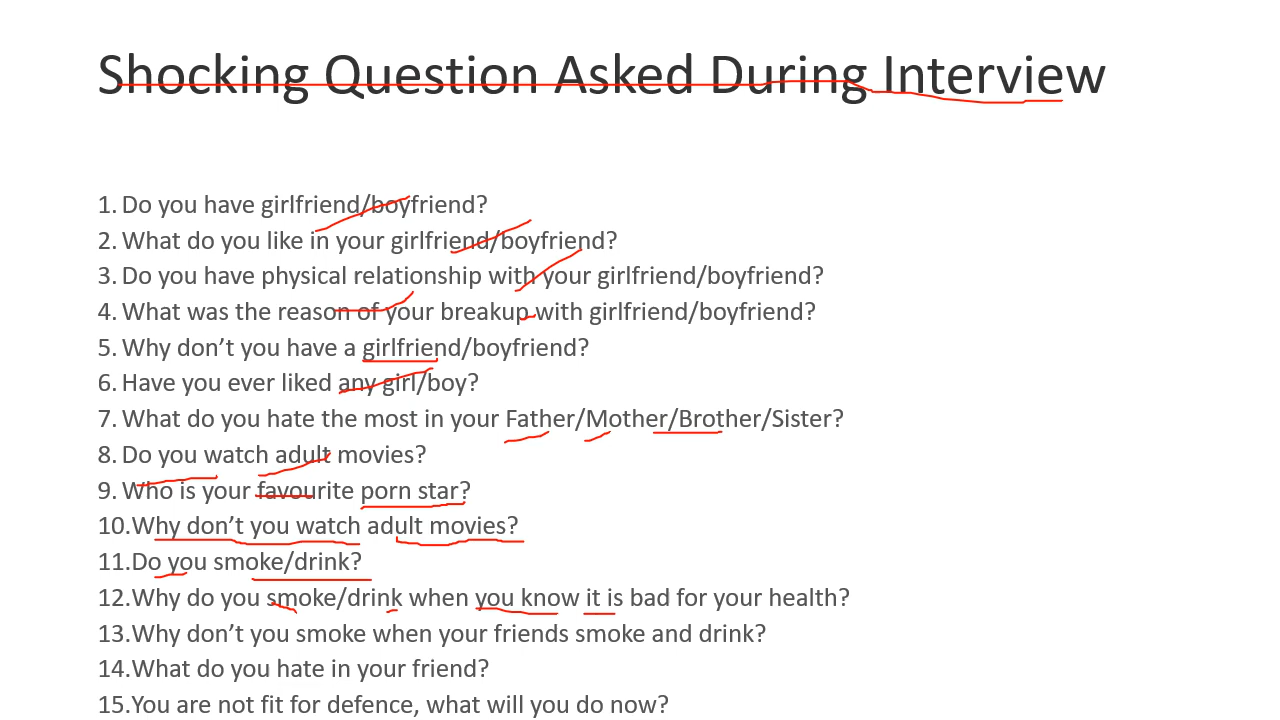 Shocking Question Asked During Interview
1. Do you have girlfriend/boyfriend?
2. What do you like in your girlfriend/boyfriend?
3. Do you have physical relationship with your girlfriend/boyfriend?
4. What was the reason of your breakup with girlfriend/boyfriend?
5. Why don’t you have a girlfriend/boyfriend?
6. Have you ever liked any girl/boy?
7. What do you hate the most in your Father/Mother/Brother/Sister?
8. Do you watch adult movies?
9. Who is your favourite porn star?
10.Why don’t you watch adult movies?
11.Do you smoke/drink?
12.Why do you smoke/drink when you know it is bad for your health?
13.Why don’t you smoke when your friends smoke and drink?
14.What do you hate in your friend?
15.You are not fit for defence, what will you do now?